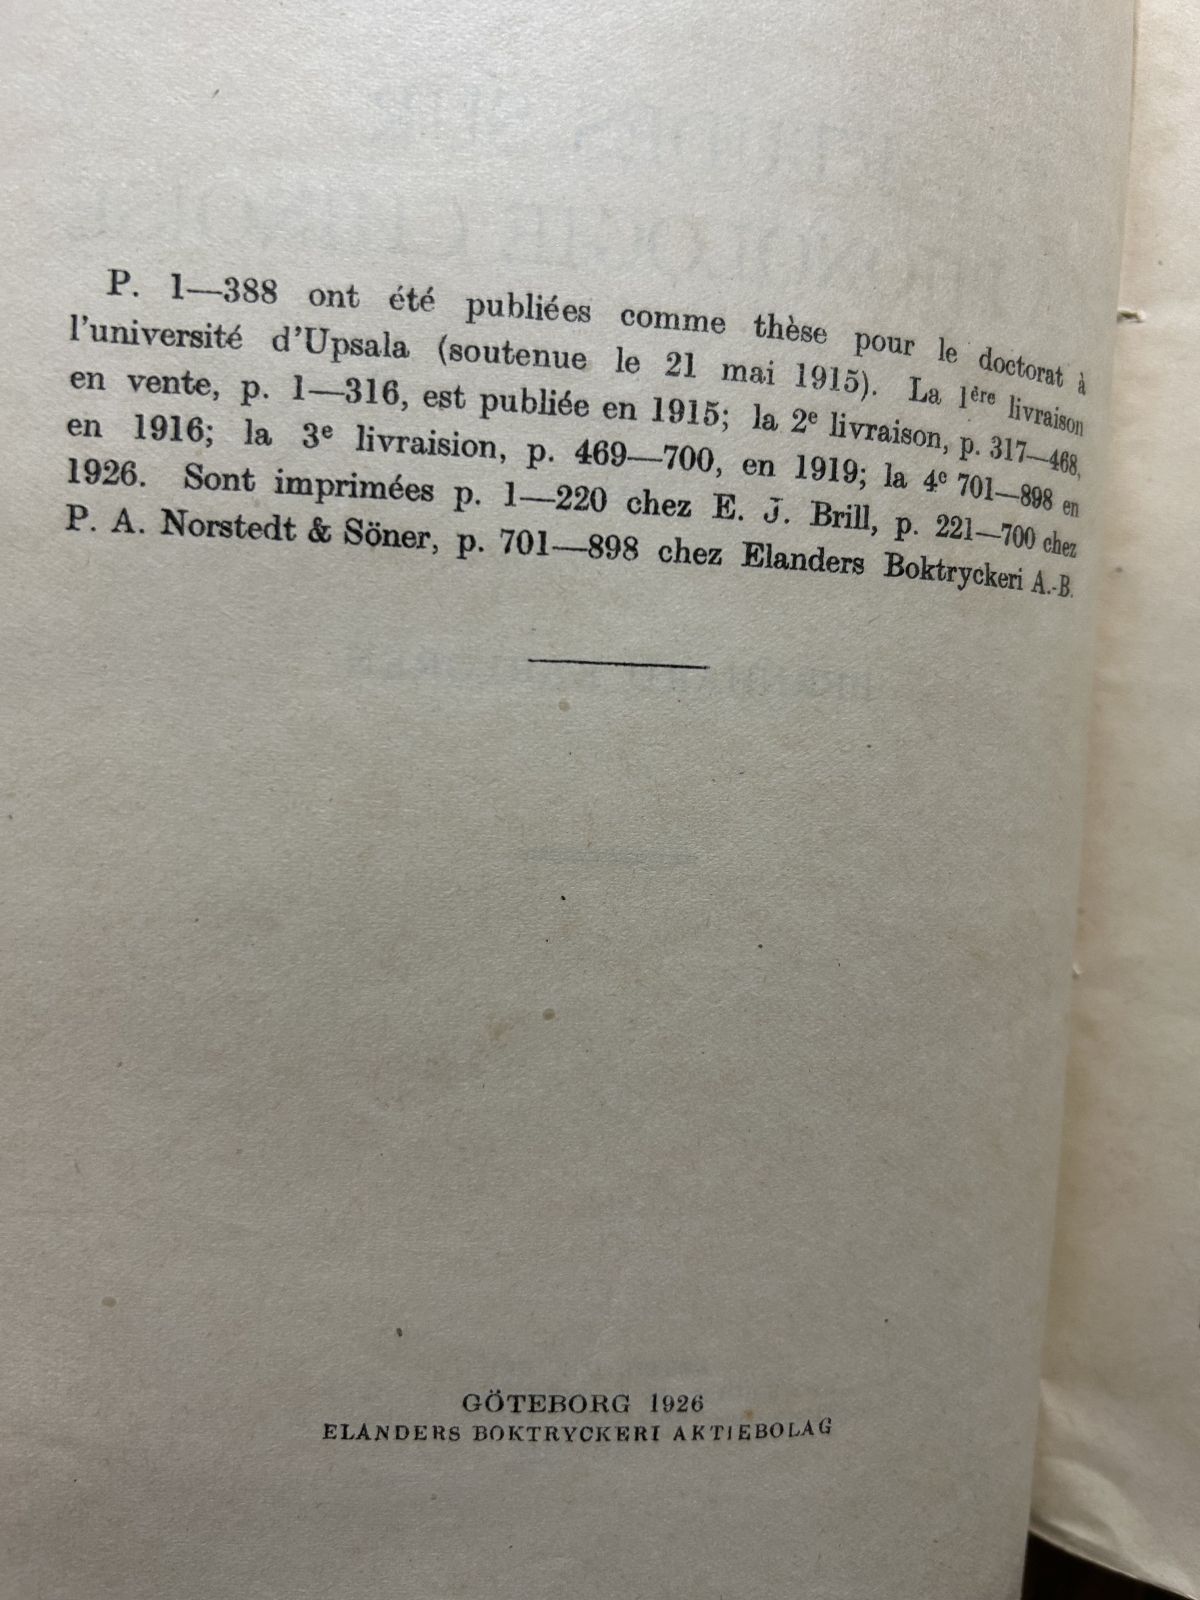 P. 1—388 ont été publiées comme thèse pour le doctorat à
l'université d'Upsala (soutenue le 21 mai 1915). La 1ère livraison
en vente, p. 1—316, est publiée en 1915; la 2e livraison, p. 317—468,
en 1916; la 3e livraision, p. 469—700, en 1919; la 4e 701—898 en
1926. Sont imprimées p. 1—220 chez E. J. Brill, p. 221—700 chez
P. A. Norstedt & Söner, p. 701—898 chez Elanders Boktryckeri A.-B.
GÖTEBORG 1926
ELANDERS BOKTRYCKERI AKTIEBOLAG